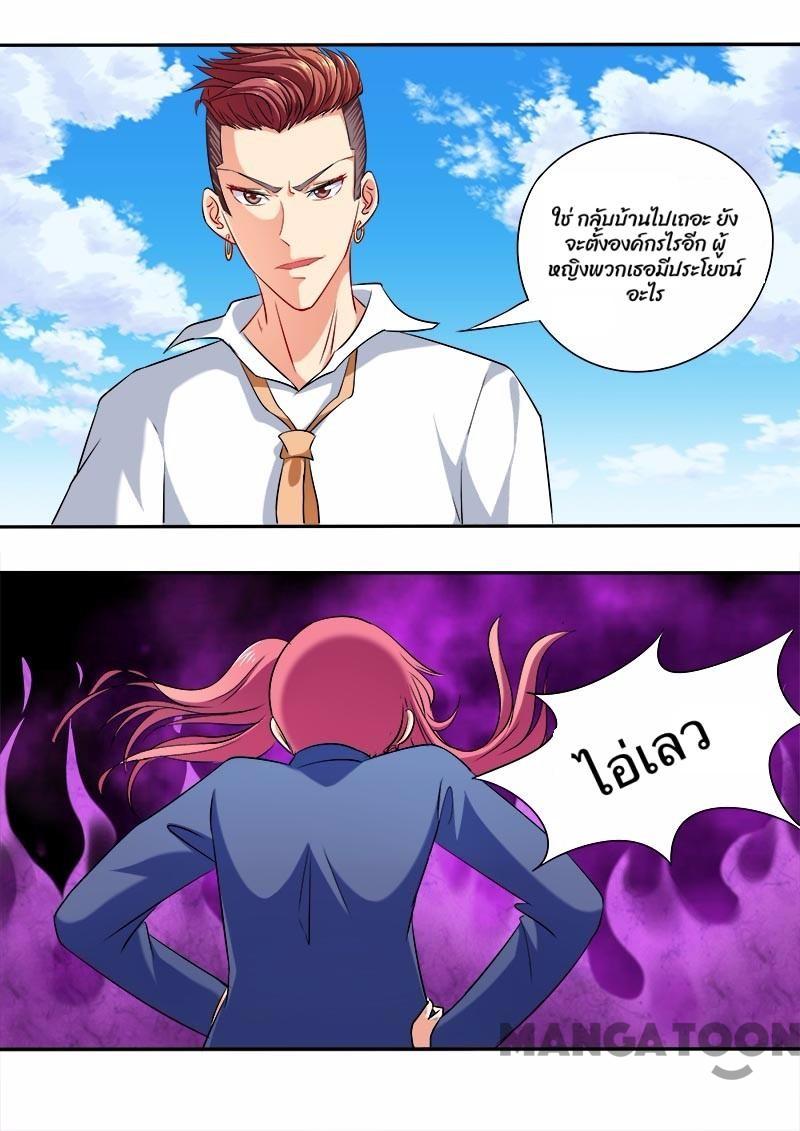 ใช่ กลับบ้านไปเถอะ ยัง
จะตั้งองค์กรไรอีก ผู้
หญิงพวกเธอมีประโยชน์
อะไร
ไอ่เลว
MANGATOON